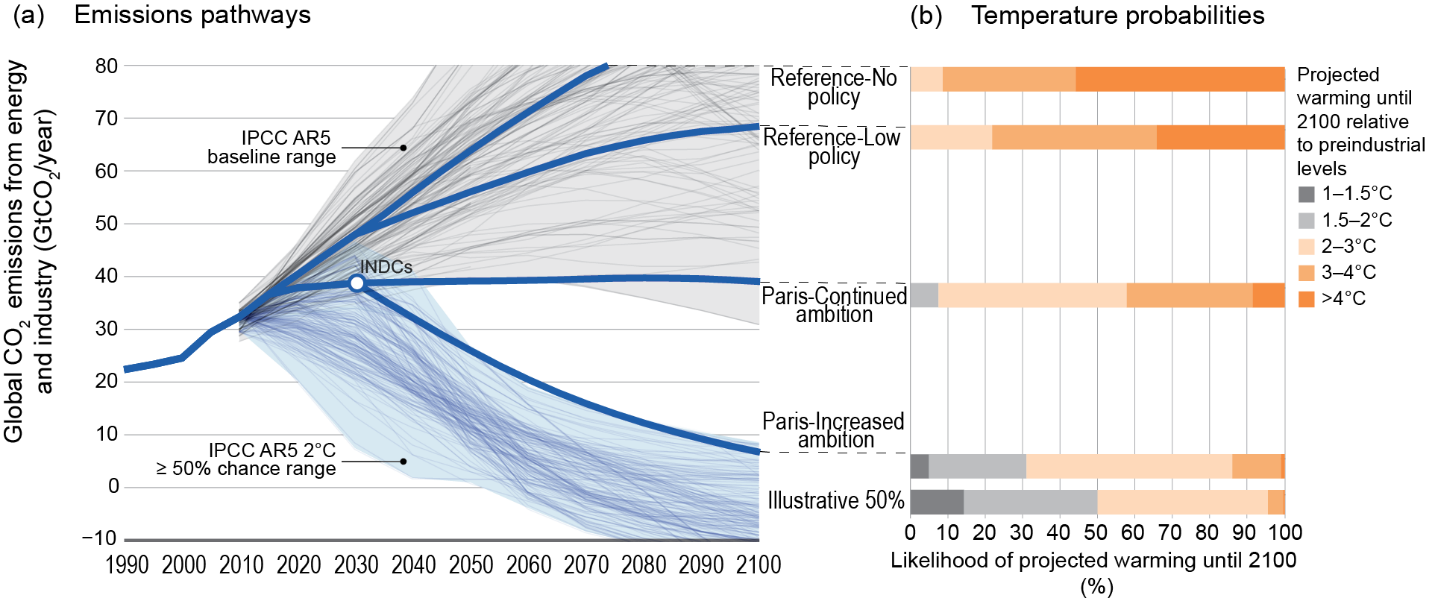 (a) Emissions pathways
Global CO2 emissions from energy
and industry (GtCO2/year)
80
70
60
50
40
30
20
10
0
−10
1990 2000 2010 2020 2030 2040 2050 2060 2070 2080 2090 2100
IPCC AR5
baseline range
INDCs
IPCC AR5 2°C
≥ 50% chance range
Reference-No
policy
Reference-Low
policy
Paris-Continued
ambition
Paris-Increased
ambition
Illustrative 50%
(b) Temperature probabilities
0 10 20 30 40 50 60 70 80 90 100
Likelihood of projected warming until 2100
(%)
Projected
warming until
2100 relative
to preindustrial
levels
1–1.5°C
1.5–2°C
2–3°C
3–4°C
>4°C